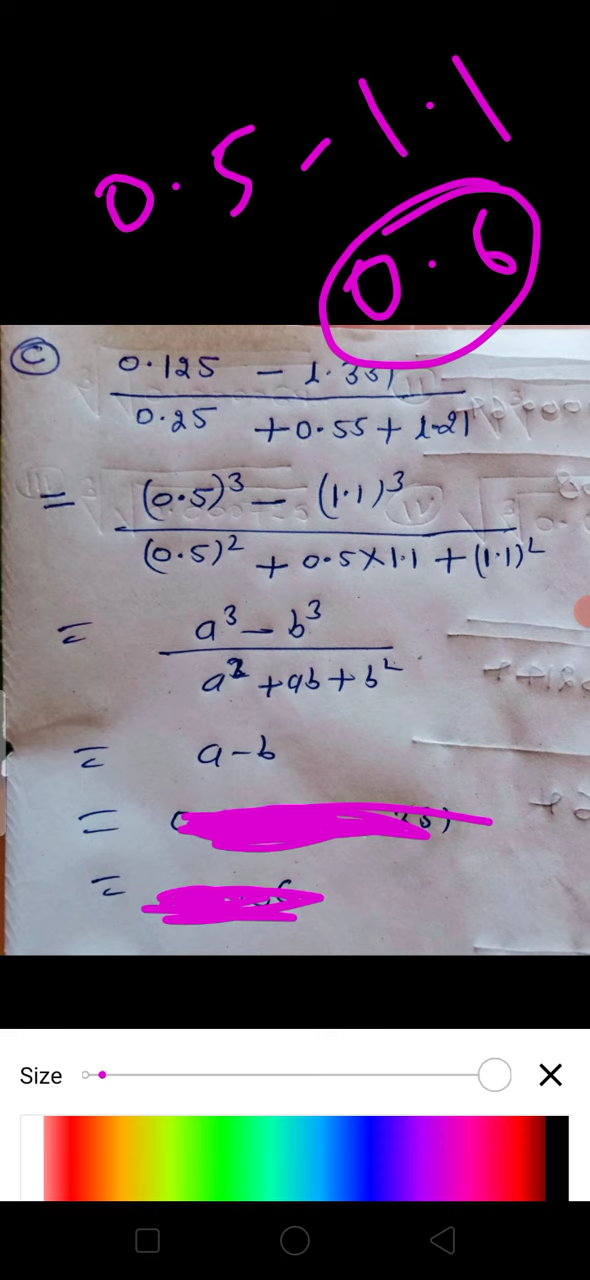 0.5 - 1.1
0.6
C 0.125 - 1.331
0.25 + 0.55 + 1.21
= (0.5)³ - (1.1)³
(0.5)² + 0.5×1.1 + (1.1)²
= a³ - b³
a² + ab + b²
= a - b
=
=
Size